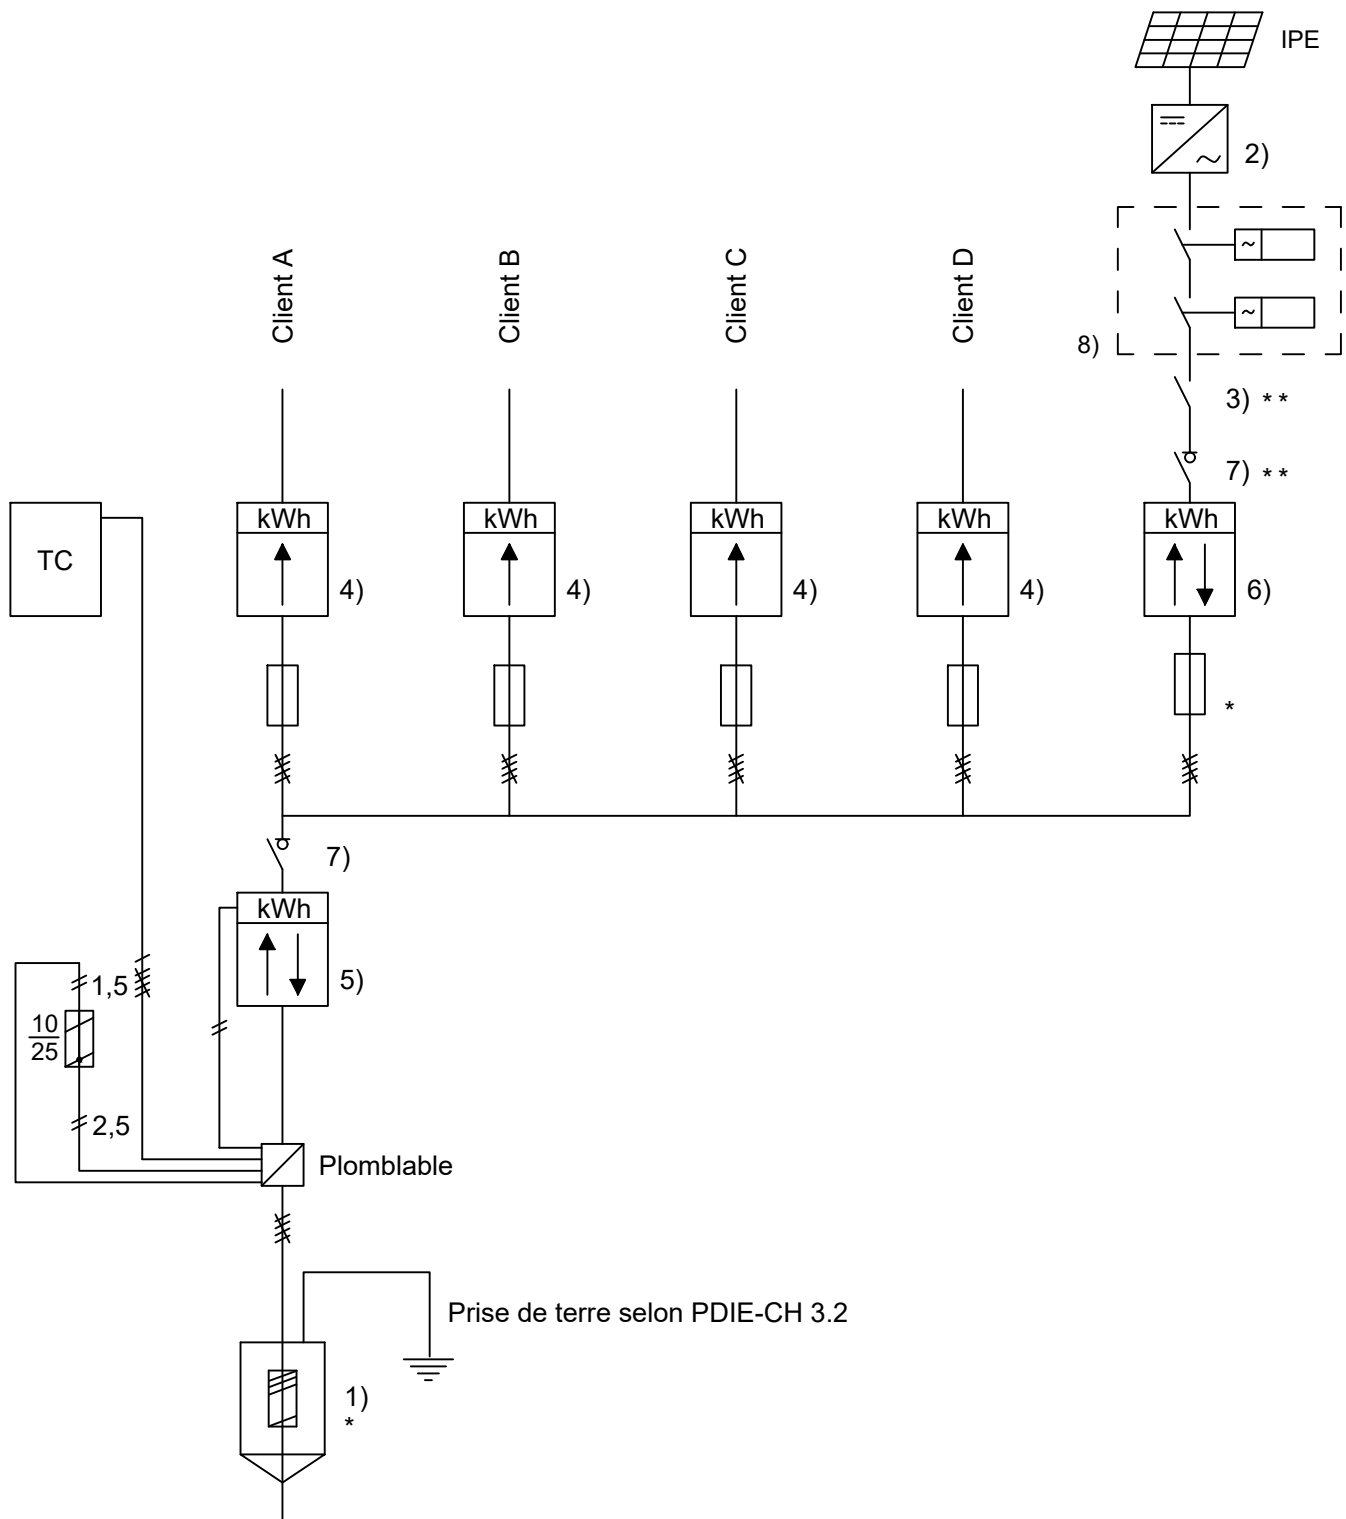 IPE
2)
Client A
Client B
Client C
Client D
8)
3) * *
7) * *
kWh
kWh
kWh
kWh
kWh
TC
4)
4)
4)
4)
6)
*
7)
kWh
5)
1,5
10
25
2,5
Plomblable
Prise de terre selon PDIE-CH 3.2
1)
*